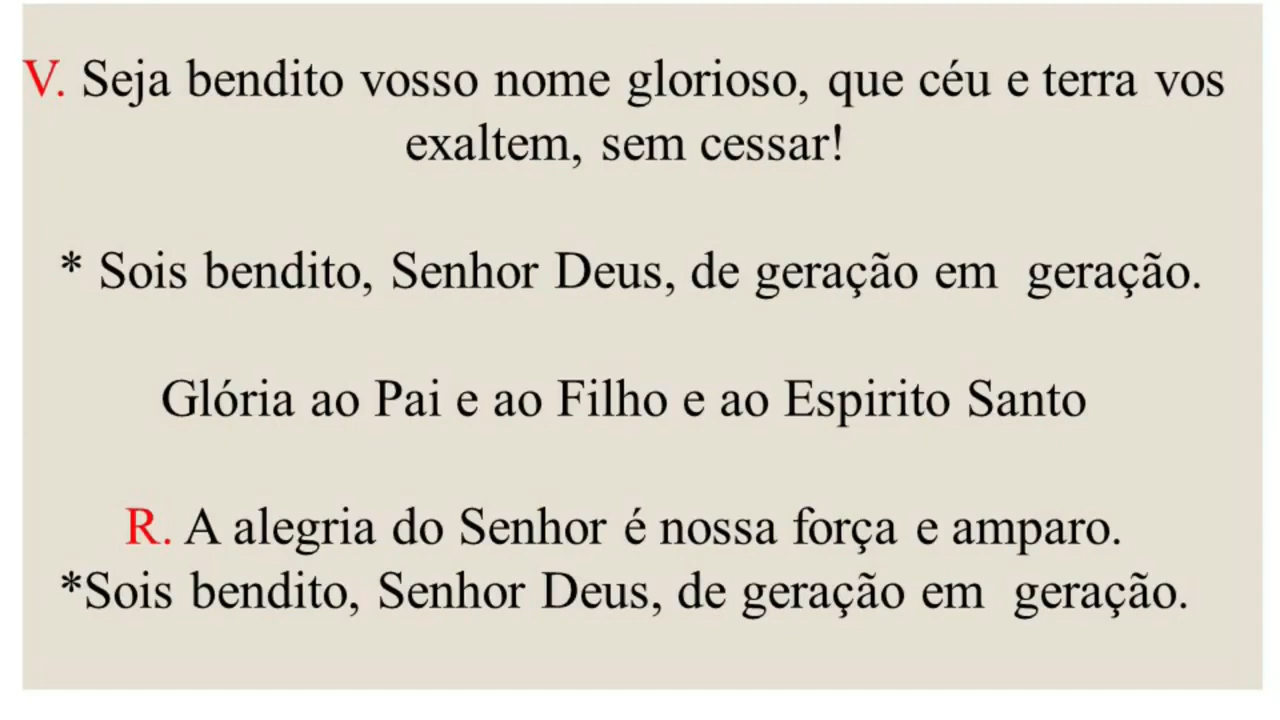 V. Seja bendito vosso nome glorioso, que céu e terra vos
exaltem, sem cessar!
* Sois bendito, Senhor Deus, de geração em geração.
Glória ao Pai e ao Filho e ao Espirito Santo
R. A alegria do Senhor é nossa força e amparo.
*Sois bendito, Senhor Deus, de geração em geração.